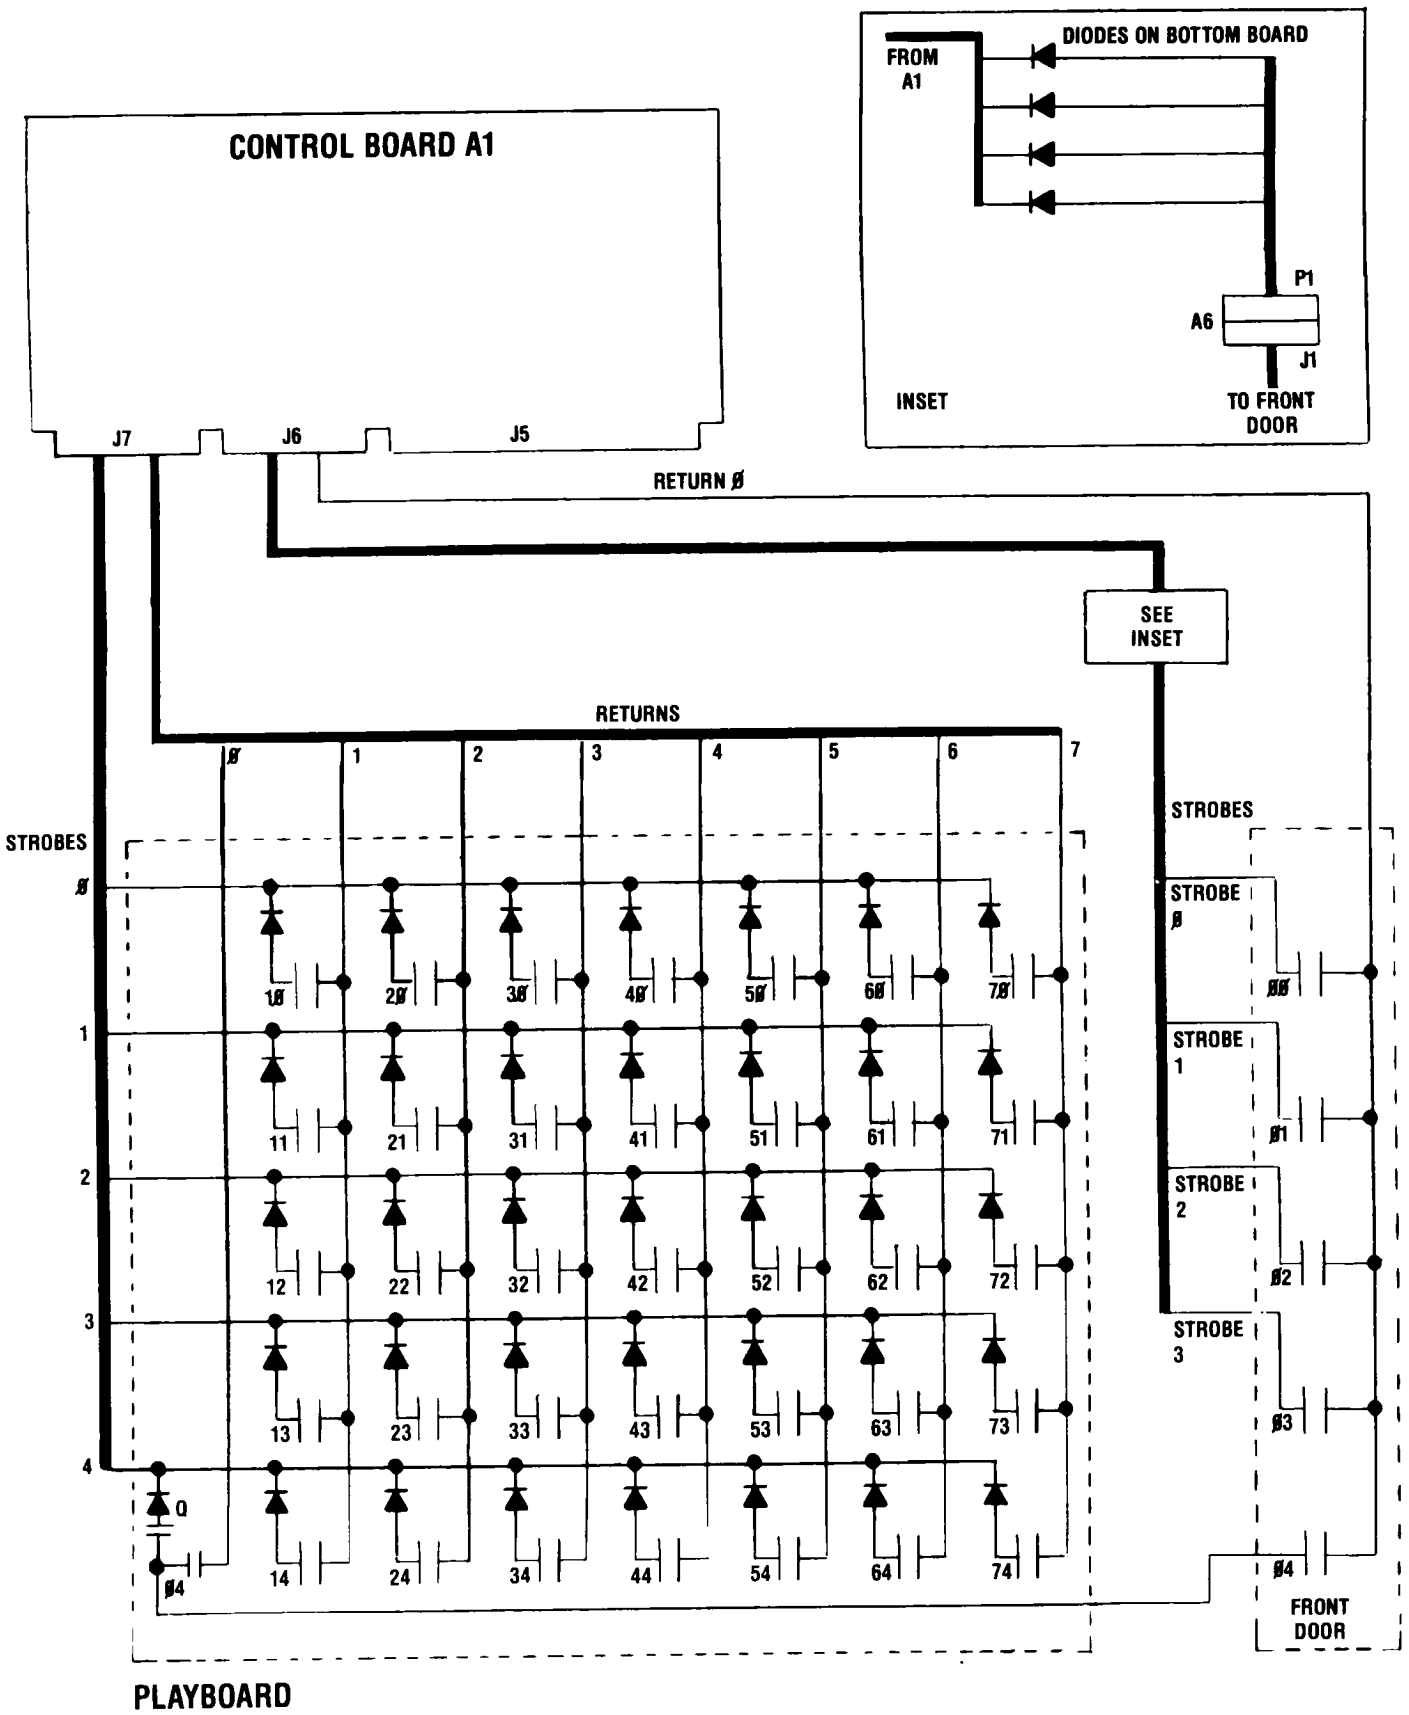 DIODES ON BOTTOM BOARD
FROM
A1
P1
A6
J1
INSET
TO FRONT
DOOR
CONTROL BOARD A1
J7
J6
J5
RETURN Ø
SEE
INSET
RETURNS
Ø
1
2
3
4
5
6
7
STROBES
STROBES
Ø
STROBE
Ø
1Ø
2Ø
3Ø
4Ø
5Ø
6Ø
7Ø
ØØ
1
STROBE
1
11
21
31
41
51
61
71
Ø1
2
STROBE
2
12
22
32
42
52
62
72
Ø2
3
STROBE
3
13
23
33
43
53
63
73
Ø3
4
Q
Ø4
14
24
34
44
54
64
74
Ø4
FRONT
DOOR
PLAYBOARD